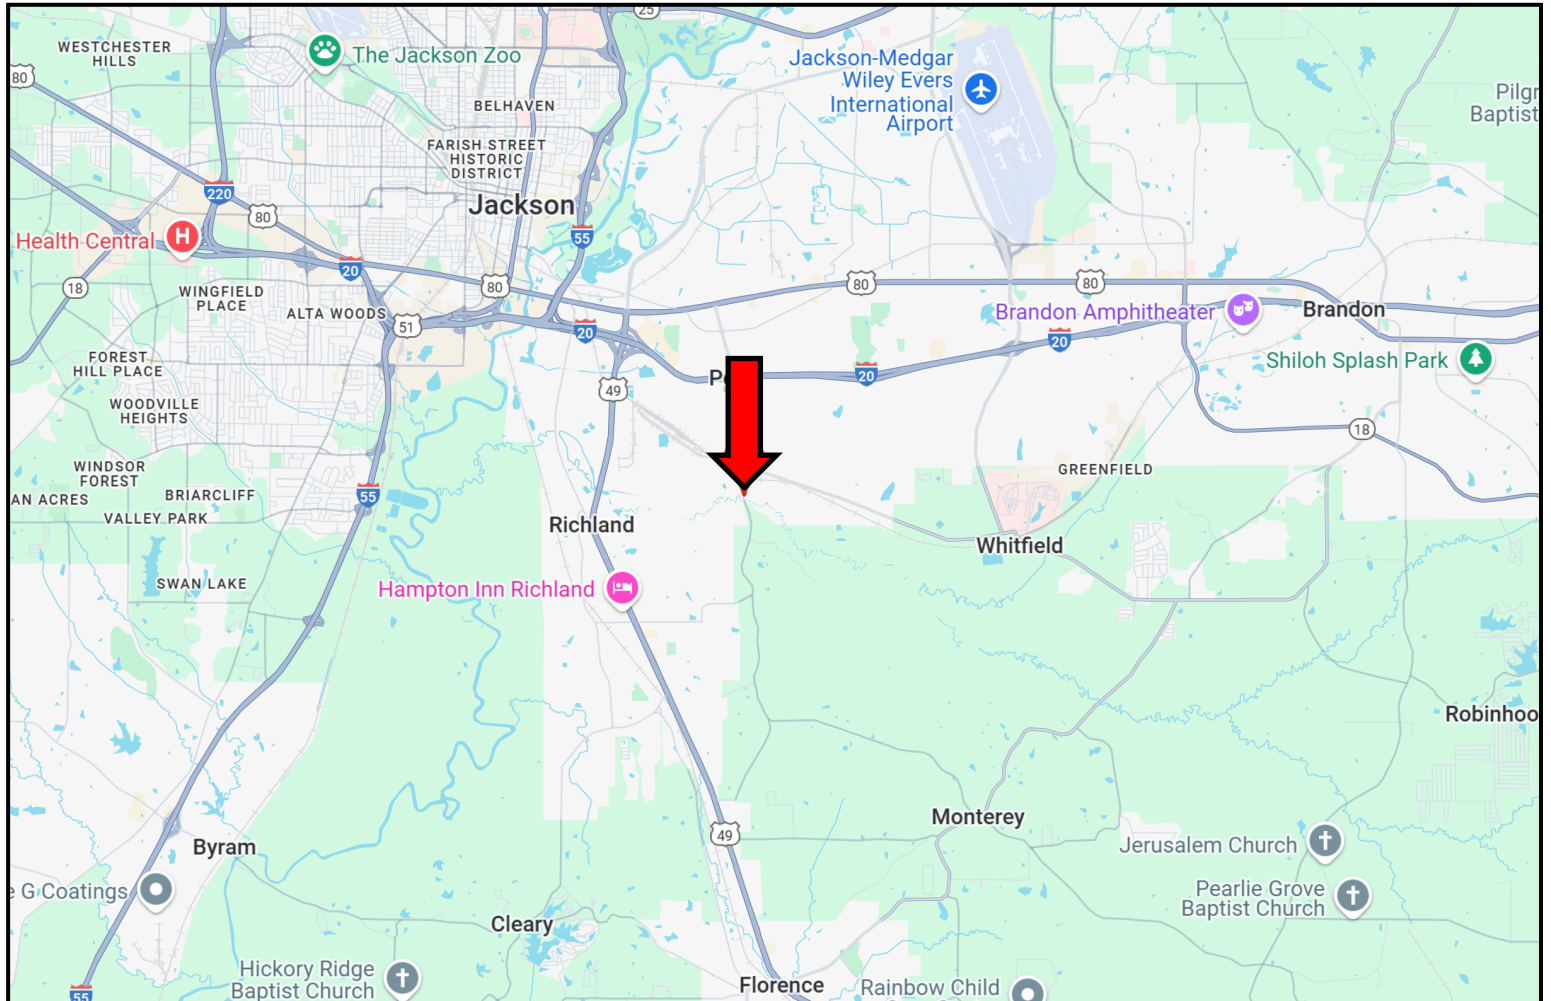 25
WESTCHESTER
HILLS
The Jackson Zoo
80
Jackson-Medgar
Wiley Evers
International
Airport
Pilgr
Baptist
BELHAVEN
FARISH STREET
HISTORIC
DISTRICT
220
80
Jackson
55
Health Central
H
20
18
WINGFIELD
PLACE
ALTA WOODS
80
51
20
80
80
Brandon Amphitheater
Brandon
20
FOREST
HILL PLACE
Shiloh Splash Park
49
P
20
WOODVILLE
HEIGHTS
18
WINDSOR
FOREST
AN ACRES
BRIARCLIFF
55
VALLEY PARK
GREENFIELD
Richland
Whitfield
SWAN LAKE
Hampton Inn Richland
Robinhoo
49
Monterey
Byram
Jerusalem Church
e G Coatings
Pearlie Grove
Baptist Church
Cleary
Hickory Ridge
Baptist Church
Florence
Rainbow Child
55